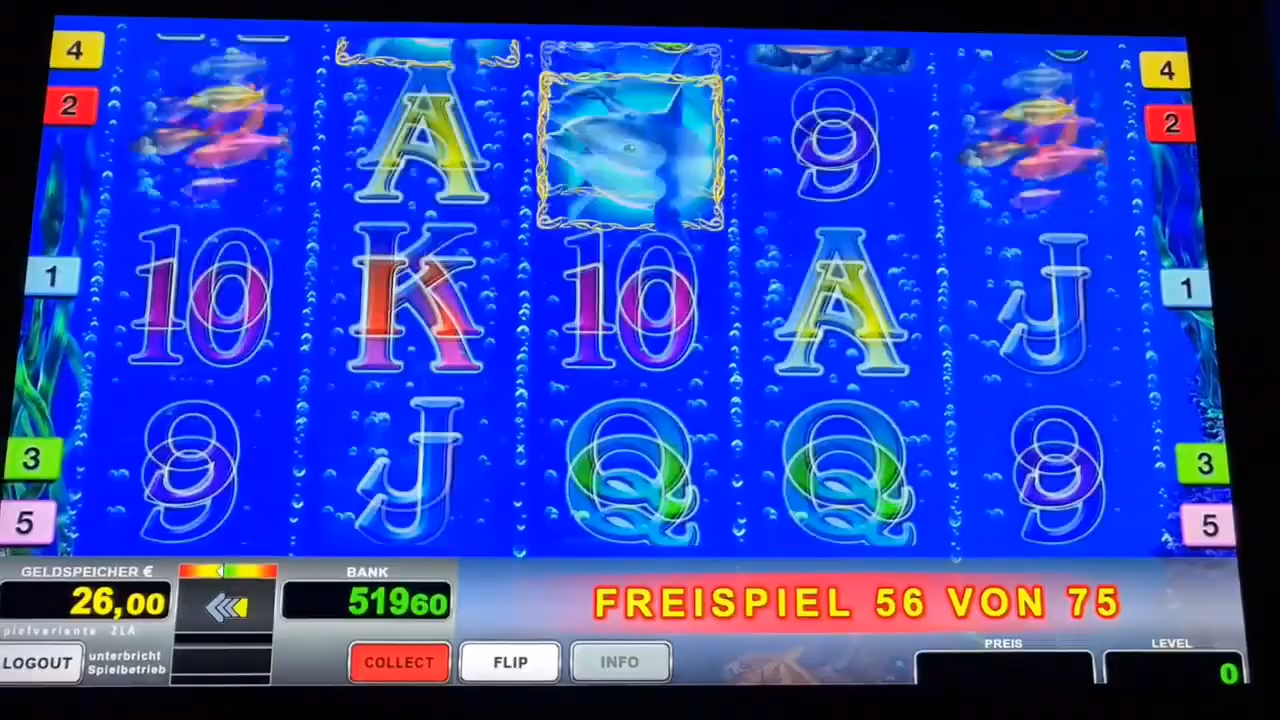 4
4
2
2
A
9
10
K
10
A
J
1
1
9
J
Q
Q
9
3
3
5
5
GELDSPEICHER €
26,00
BANK
51960
FREISPIEL 56 VON 75
pielvariante ZLA
LOGOUT
unterbricht
Spielbetrieb
COLLECT
FLIP
INFO
PREIS
LEVEL
0